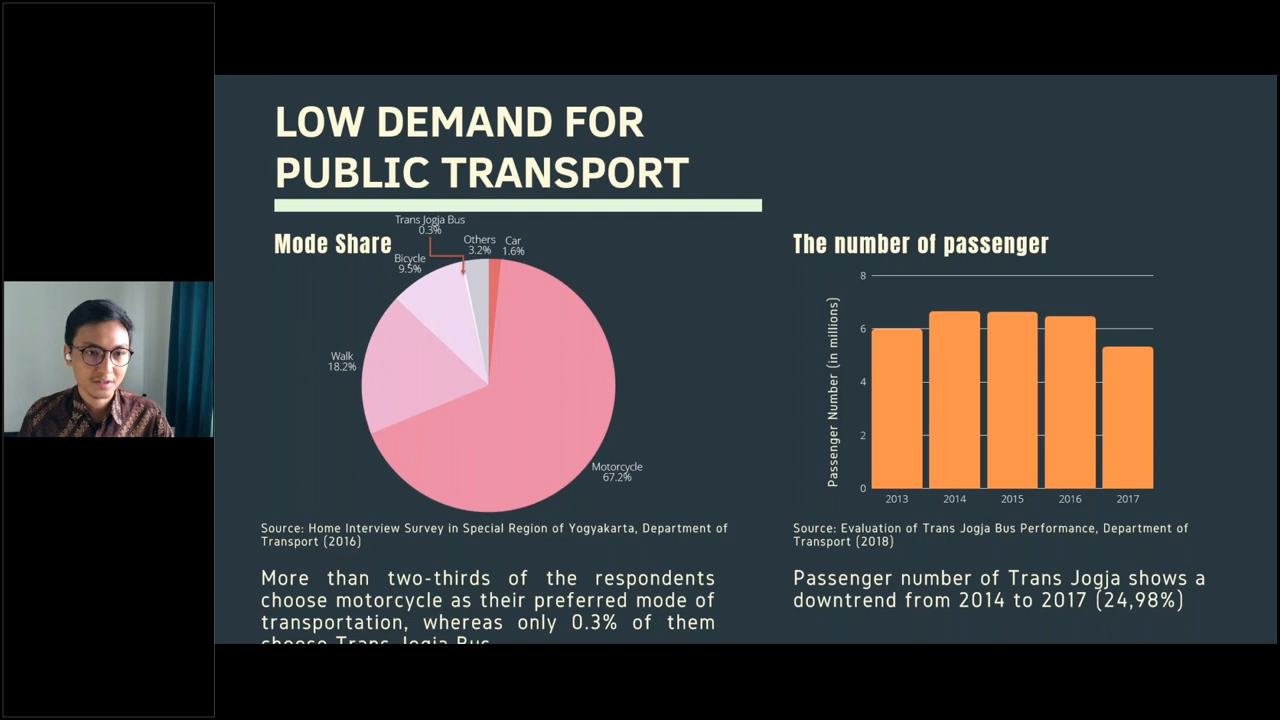 LOW DEMAND FOR
PUBLIC TRANSPORT
Mode Share
Trans Jogja Bus
0.3%
Others
3.2%
Car
1.6%
Bicycle
9.5%
Walk
18.2%
Motorcycle
67.2%
Source: Home Interview Survey in Special Region of Yogyakarta, Department of
Transport (2016)
More than two-thirds of the respondents
choose motorcycle as their preferred mode of
transportation, whereas only 0.3% of them
choose Trans Jogja Bus
The number of passenger
Passenger Number (in millions)
8
6
4
2
0
2013
2014
2015
2016
2017
Source: Evaluation of Trans Jogja Bus Performance, Department of
Transport (2018)
Passenger number of Trans Jogja shows a
downtrend from 2014 to 2017 (24,98%)